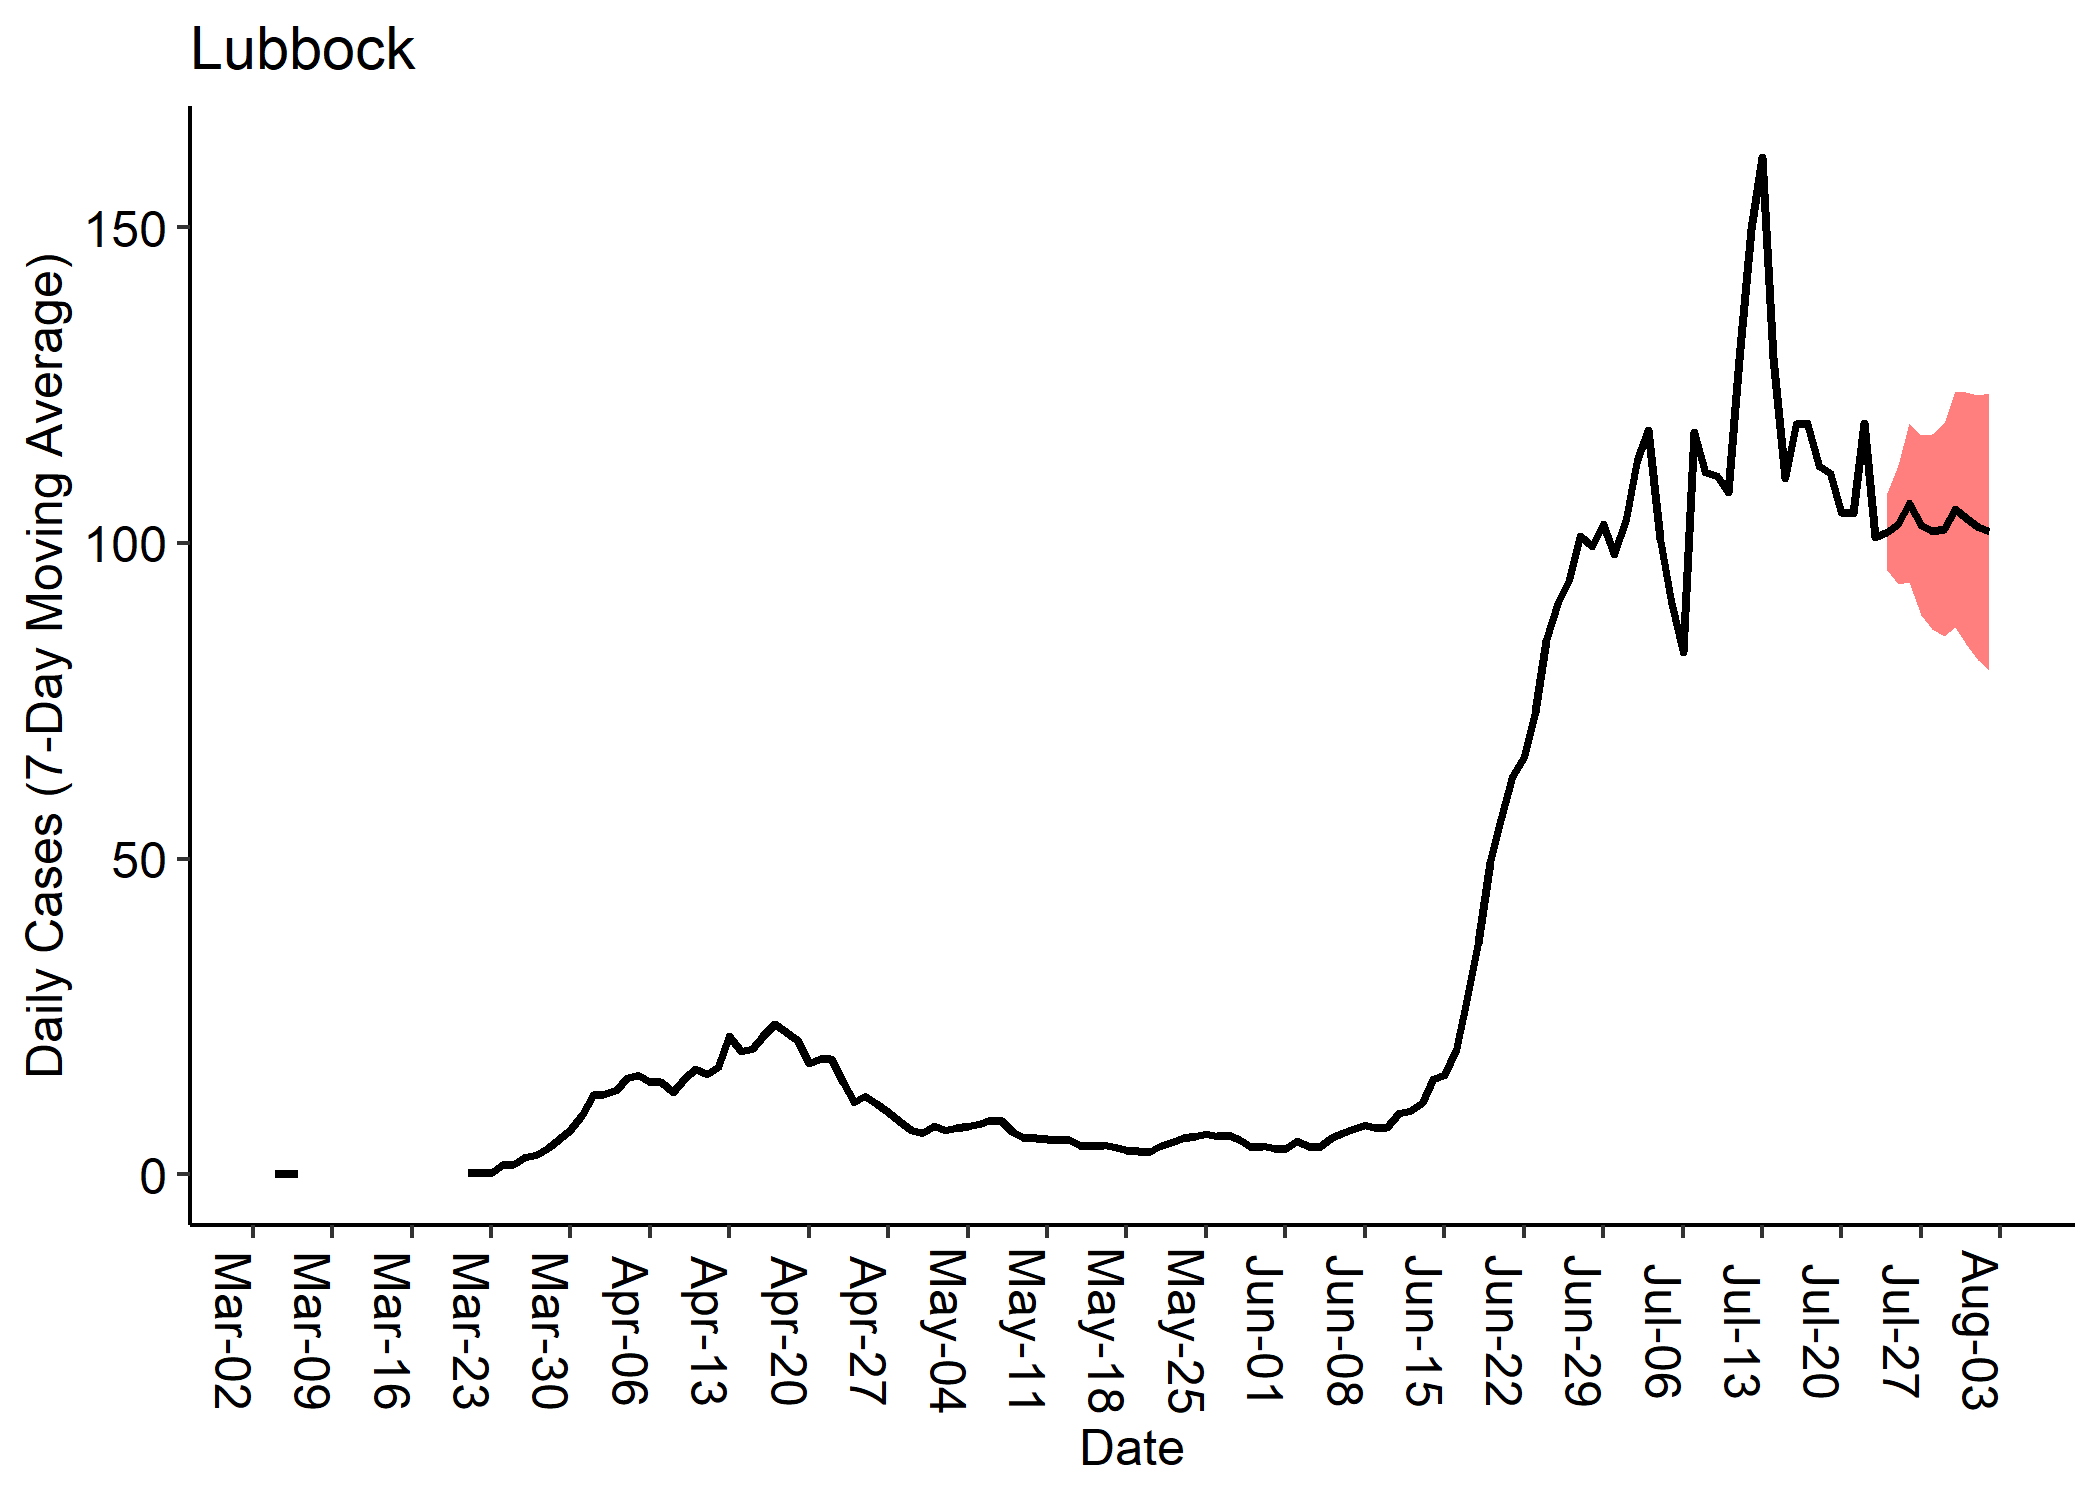 Lubbock
Daily Cases (7-Day Moving Average)
150
100
50
0
Mar-02
Mar-09
Mar-16
Mar-23
Mar-30
Apr-06
Apr-13
Apr-20
Apr-27
May-04
May-11
May-18
May-25
Jun-01
Jun-08
Jun-15
Jun-22
Jun-29
Jul-06
Jul-13
Jul-20
Jul-27
Aug-03
Date